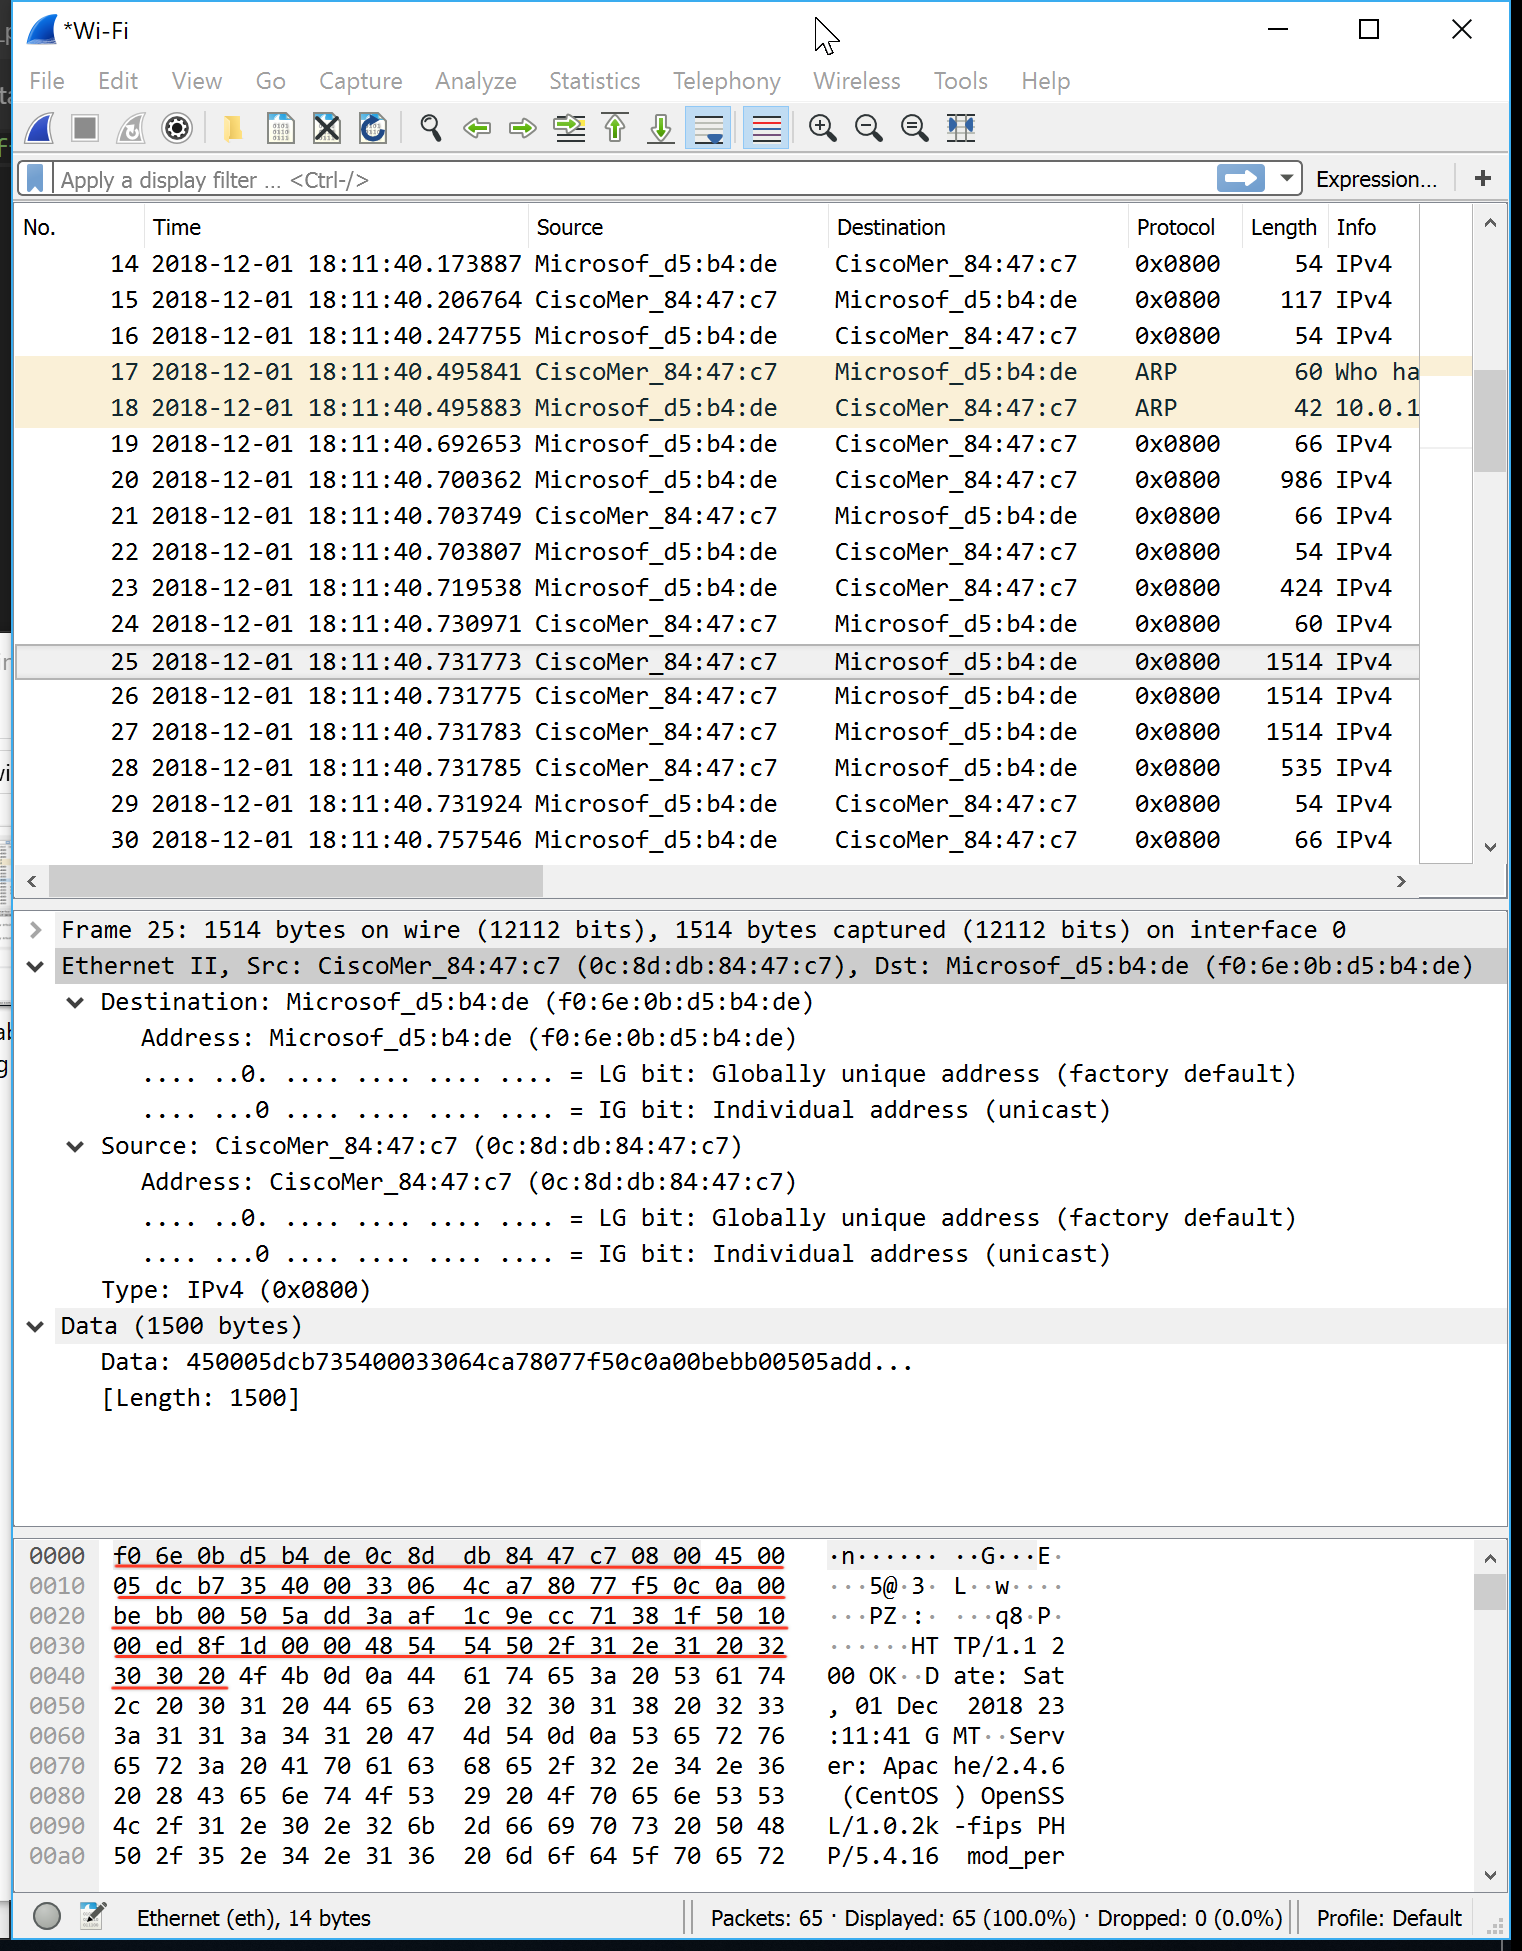 *Wi-Fi
File Edit View Go Capture Analyze Statistics Telephony Wireless Tools Help
Apply a display filter ... <Ctrl-/> Expression... +
No. Time Source Destination Protocol Length Info
14 2018-12-01 18:11:40.173887 Microsof_d5:b4:de CiscoMer_84:47:c7 0x0800 54 IPv4
15 2018-12-01 18:11:40.206764 CiscoMer_84:47:c7 Microsof_d5:b4:de 0x0800 117 IPv4
16 2018-12-01 18:11:40.247755 Microsof_d5:b4:de CiscoMer_84:47:c7 0x0800 54 IPv4
17 2018-12-01 18:11:40.495841 CiscoMer_84:47:c7 Microsof_d5:b4:de ARP 60 Who ha
18 2018-12-01 18:11:40.495883 Microsof_d5:b4:de CiscoMer_84:47:c7 ARP 42 10.0.1
19 2018-12-01 18:11:40.692653 Microsof_d5:b4:de CiscoMer_84:47:c7 0x0800 66 IPv4
20 2018-12-01 18:11:40.700362 Microsof_d5:b4:de CiscoMer_84:47:c7 0x0800 986 IPv4
21 2018-12-01 18:11:40.703749 CiscoMer_84:47:c7 Microsof_d5:b4:de 0x0800 66 IPv4
22 2018-12-01 18:11:40.703807 Microsof_d5:b4:de CiscoMer_84:47:c7 0x0800 54 IPv4
23 2018-12-01 18:11:40.719538 Microsof_d5:b4:de CiscoMer_84:47:c7 0x0800 424 IPv4
24 2018-12-01 18:11:40.730971 CiscoMer_84:47:c7 Microsof_d5:b4:de 0x0800 60 IPv4
25 2018-12-01 18:11:40.731773 CiscoMer_84:47:c7 Microsof_d5:b4:de 0x0800 1514 IPv4
26 2018-12-01 18:11:40.731775 CiscoMer_84:47:c7 Microsof_d5:b4:de 0x0800 1514 IPv4
27 2018-12-01 18:11:40.731783 CiscoMer_84:47:c7 Microsof_d5:b4:de 0x0800 1514 IPv4
28 2018-12-01 18:11:40.731785 CiscoMer_84:47:c7 Microsof_d5:b4:de 0x0800 535 IPv4
29 2018-12-01 18:11:40.731924 Microsof_d5:b4:de CiscoMer_84:47:c7 0x0800 54 IPv4
30 2018-12-01 18:11:40.757546 Microsof_d5:b4:de CiscoMer_84:47:c7 0x0800 66 IPv4
Frame 25: 1514 bytes on wire (12112 bits), 1514 bytes captured (12112 bits) on interface 0
Ethernet II, Src: CiscoMer_84:47:c7 (0c:8d:db:84:47:c7), Dst: Microsof_d5:b4:de (f0:6e:0b:d5:b4:de)
Destination: Microsof_d5:b4:de (f0:6e:0b:d5:b4:de)
Address: Microsof_d5:b4:de (f0:6e:0b:d5:b4:de)
.... ..0. .... .... .... .... = LG bit: Globally unique address (factory default)
.... ...0 .... .... .... .... = IG bit: Individual address (unicast)
Source: CiscoMer_84:47:c7 (0c:8d:db:84:47:c7)
Address: CiscoMer_84:47:c7 (0c:8d:db:84:47:c7)
.... ..0. .... .... .... .... = LG bit: Globally unique address (factory default)
.... ...0 .... .... .... .... = IG bit: Individual address (unicast)
Type: IPv4 (0x0800)
Data (1500 bytes)
Data: 450005dcb735400033064ca78077f50c0a00bebb00505add...
[Length: 1500]
0000 f0 6e 0b d5 b4 de 0c 8d db 84 47 c7 08 00 45 00 ·n······ ··G···E·
0010 05 dc b7 35 40 00 33 06 4c a7 80 77 f5 0c 0a 00 ···5@·3· L··w····
0020 be bb 00 50 5a dd 3a af 1c 9e cc 71 38 1f 50 10 ···PZ·:· ···q8·P·
0030 00 ed 8f 1d 00 00 48 54 54 50 2f 31 2e 31 20 32 ······HT TP/1.1 2
0040 30 30 20 4f 4b 0d 0a 44 61 74 65 3a 20 53 61 74 00 OK··D ate: Sat
0050 2c 20 30 31 20 44 65 63 20 32 30 31 38 20 32 33 , 01 Dec 2018 23
0060 3a 31 31 3a 34 31 20 47 4d 54 0d 0a 53 65 72 76 :11:41 G MT··Serv
0070 65 72 3a 20 41 70 61 63 68 65 2f 32 2e 34 2e 36 er: Apac he/2.4.6
0080 20 28 43 65 6e 74 4f 53 29 20 4f 70 65 6e 53 53 (CentOS ) OpenSS
0090 4c 2f 31 2e 30 2e 32 6b 2d 66 69 70 73 20 50 48 L/1.0.2k -fips PH
00a0 50 2f 35 2e 34 2e 31 36 20 6d 6f 64 5f 70 65 72 P/5.4.16 mod_per
Ethernet (eth), 14 bytes Packets: 65 · Displayed: 65 (100.0%) · Dropped: 0 (0.0%) Profile: Default